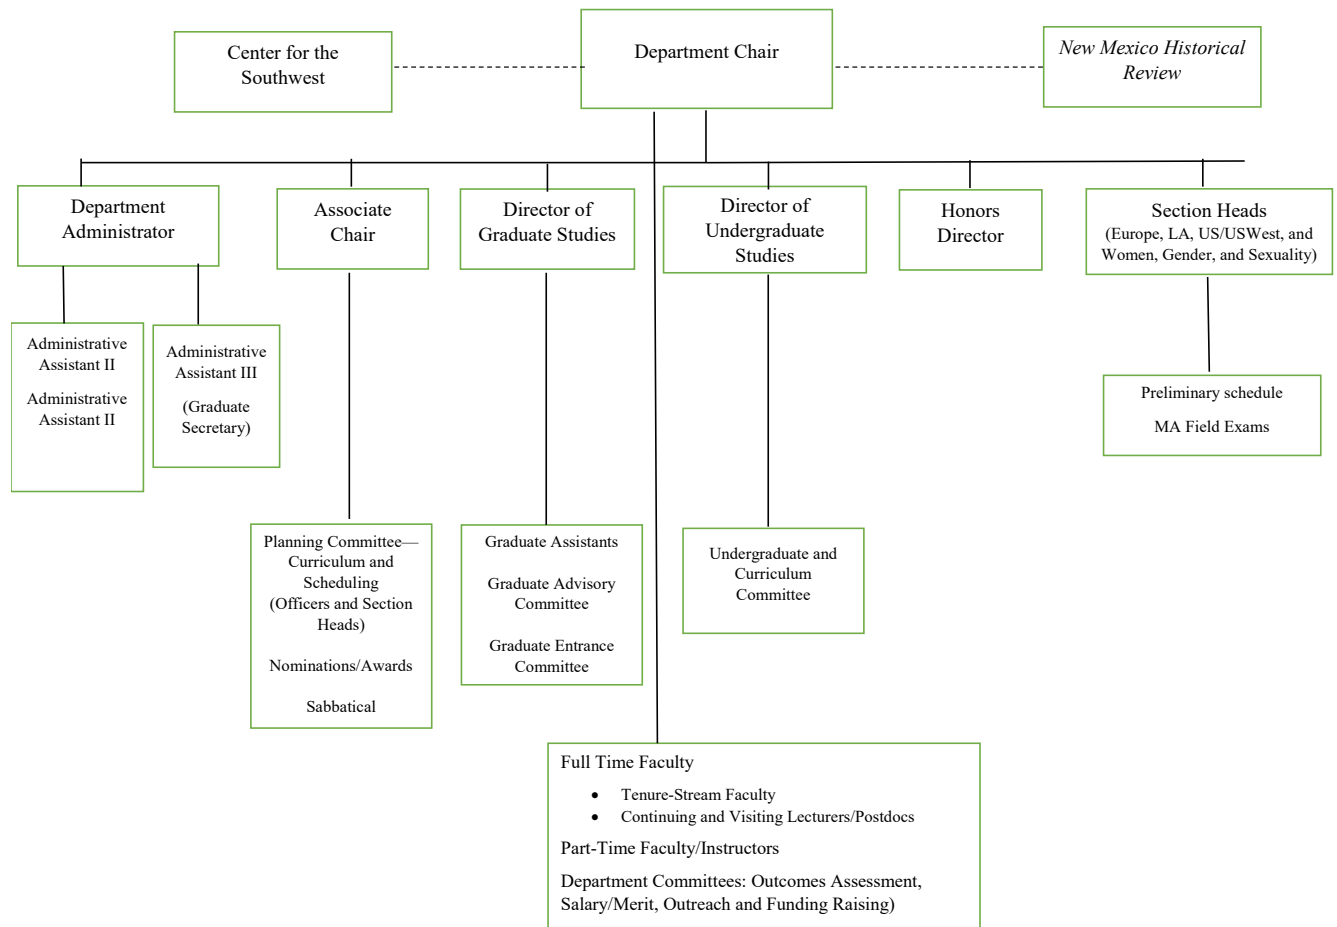 Center for the
Southwest
Department Chair
New Mexico Historical
Review
Department
Administrator
Associate
Chair
Director of
Graduate Studies
Director of
Undergraduate
Studies
Honors
Director
Section Heads
(Europe, LA, US/USWest, and
Women, Gender, and Sexuality)
Administrative
Assistant II
Administrative
Assistant II
Administrative
Assistant III
(Graduate
Secretary)
Preliminary schedule
MA Field Exams
Planning Committee—
Curriculum and
Scheduling
(Officers and Section
Heads)
Nominations/Awards
Sabbatical
Graduate Assistants
Graduate Advisory
Committee
Graduate Entrance
Committee
Undergraduate and
Curriculum
Committee
Full Time Faculty
• Tenure-Stream Faculty
• Continuing and Visiting Lecturers/Postdocs
Part-Time Faculty/Instructors
Department Committees: Outcomes Assessment,
Salary/Merit, Outreach and Funding Raising)